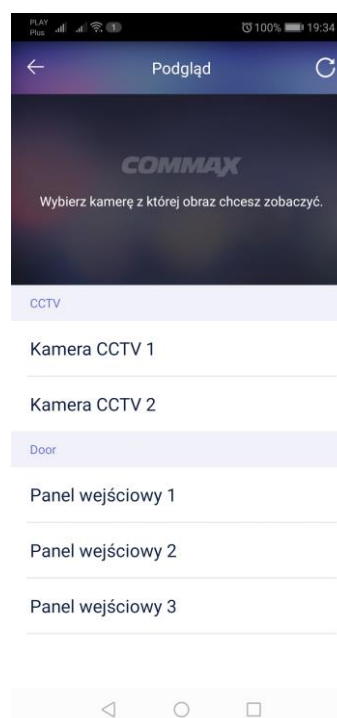 PLAY
Plus 1 100% 19:34
Podgląd
COMMAX
Wybierz kamerę z której obraz chcesz zobaczyć.
CCTV
Kamera CCTV 1
Kamera CCTV 2
Door
Panel wejściowy 1
Panel wejściowy 2
Panel wejściowy 3